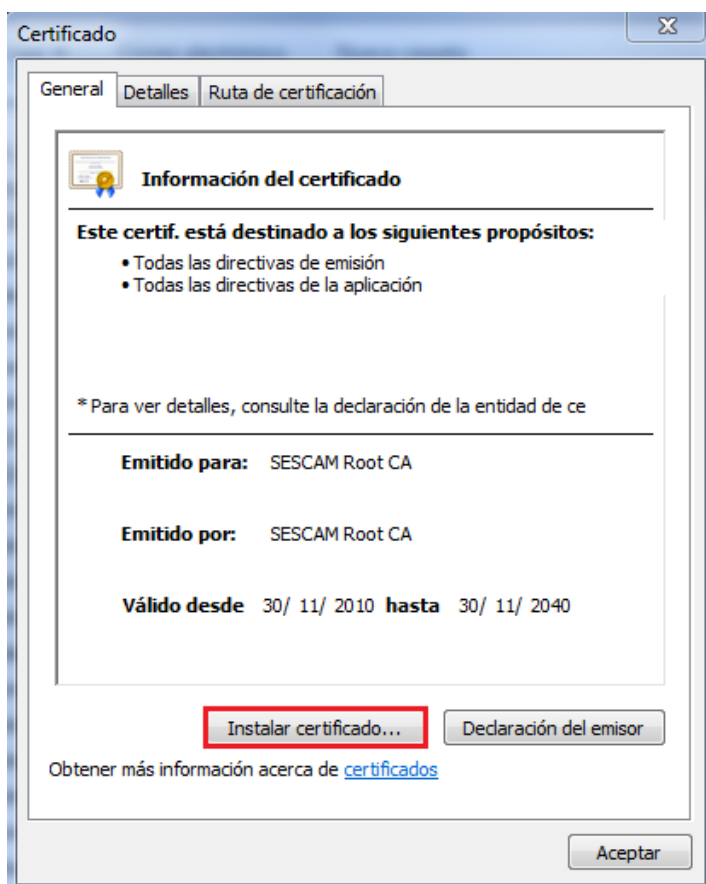 Certificado
General Detalles Ruta de certificación
Información del certificado
Este certif. está destinado a los siguientes propósitos:
• Todas las directivas de emisión
• Todas las directivas de la aplicación
* Para ver detalles, consulte la declaración de la entidad de ce
Emitido para: SESCAM Root CA
Emitido por: SESCAM Root CA
Válido desde 30/ 11/ 2010 hasta 30/ 11/ 2040
Instalar certificado... Declaración del emisor
Obtener más información acerca de certificados
Aceptar